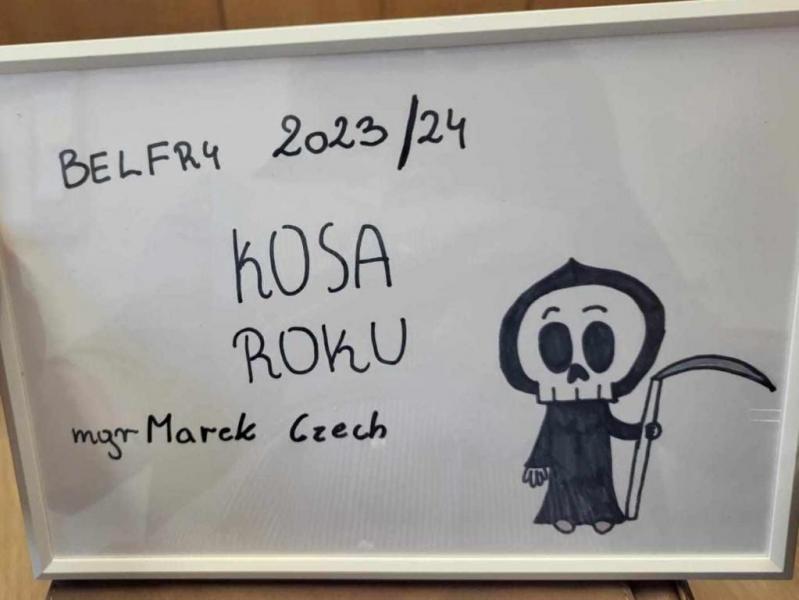 BELFRY 2023/24
KOSA
ROKU
mgr Marek Czech